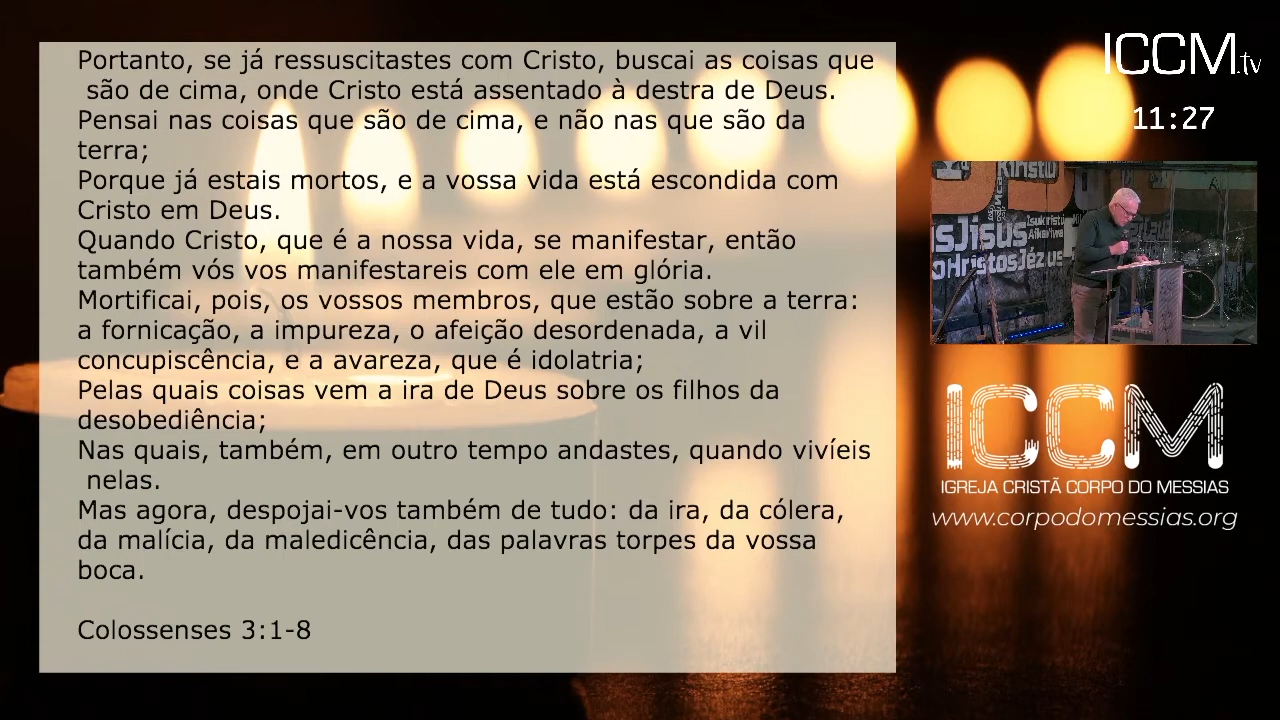 Portanto, se já ressuscitastes com Cristo, buscai as coisas que
são de cima, onde Cristo está assentado à destra de Deus.
Pensai nas coisas que são de cima, e não nas que são da
terra;
Porque já estais mortos, e a vossa vida está escondida com
Cristo em Deus.
Quando Cristo, que é a nossa vida, se manifestar, então
também vós vos manifestareis com ele em glória.
Mortificai, pois, os vossos membros, que estão sobre a terra:
a fornicação, a impureza, o afeição desordenada, a vil
concupiscência, e a avareza, que é idolatria;
Pelas quais coisas vem a ira de Deus sobre os filhos da
desobediência;
Nas quais, também, em outro tempo andastes, quando vivíeis
nelas.
Mas agora, despojai-vos também de tudo: da ira, da cólera,
da malícia, da maledicência, das palavras torpes da vossa
boca.
Colossenses 3:1-8
ICCM.tv
11:27
Kristu
sJisus
oHristosJézus
ICCM
IGREJA CRISTÃ CORPO DO MESSIAS
www.corpodomessias.org